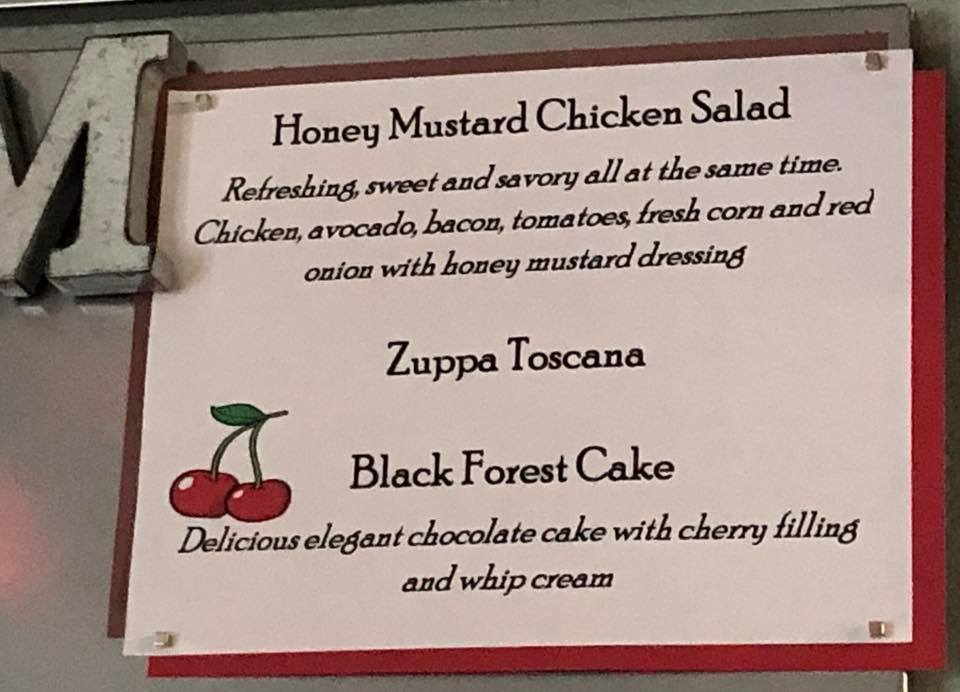 M
Honey Mustard Chicken Salad
Refreshing, sweet and savory all at the same time.
Chicken, avocado, bacon, tomatoes, fresh corn and red
onion with honey mustard dressing
Zuppa Toscana
Black Forest Cake
Delicious elegant chocolate cake with cherry filling
and whip cream